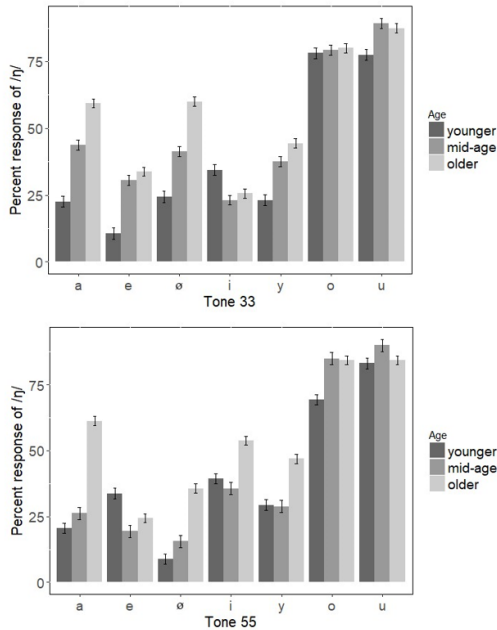 Percent response of /ŋ/
75
50
25
0
a e ø i y o u
Tone 33
Age
younger
mid-age
older
Percent response of /ŋ/
75
50
25
0
a e ø i y o u
Tone 55
Age
younger
mid-age
older